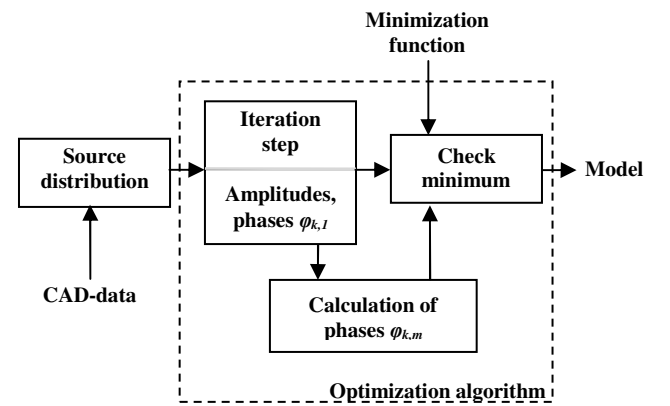 Minimization
function
Iteration
step
Source
distribution
Amplitudes,
phases φk,1
Check
minimum
Model
CAD-data
Calculation of
phases φk,m
Optimization algorithm